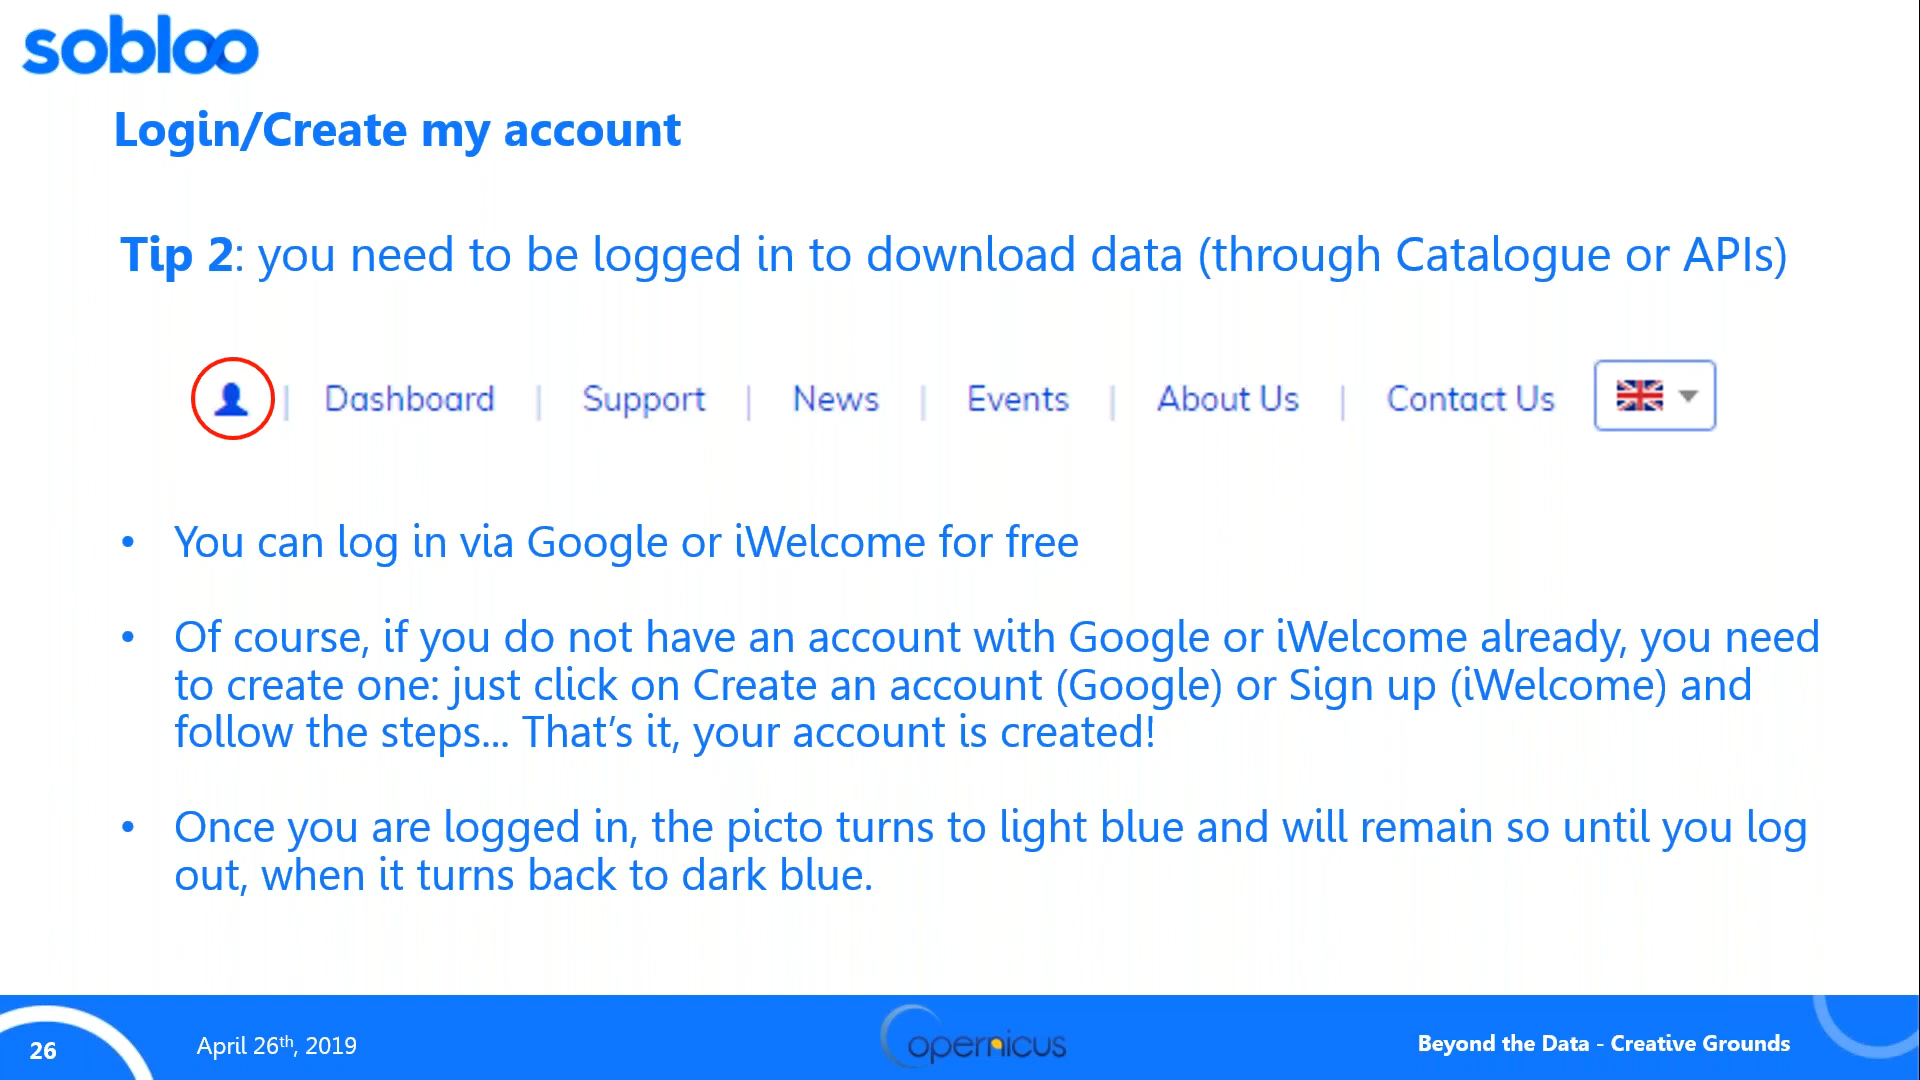 sobloo
Login/Create my account
Tip 2: you need to be logged in to download data (through Catalogue or APIs)
| Dashboard | Support | News | Events | About Us | Contact Us
• You can log in via Google or iWelcome for free
• Of course, if you do not have an account with Google or iWelcome already, you need
to create one: just click on Create an account (Google) or Sign up (iWelcome) and
follow the steps... That’s it, your account is created!
• Once you are logged in, the picto turns to light blue and will remain so until you log
out, when it turns back to dark blue.
26
April 26th, 2019
Copernicus
Beyond the Data - Creative Grounds